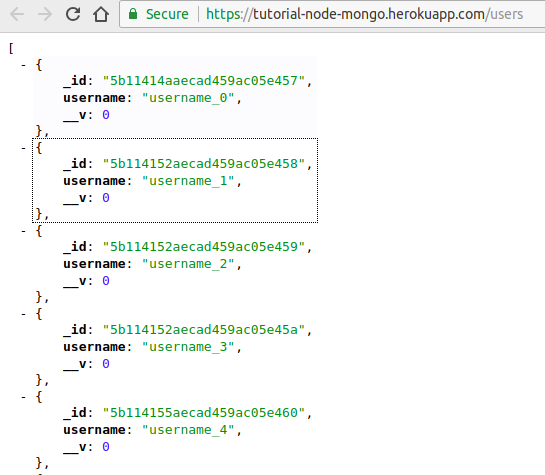 Secure https://tutorial-node-mongo.herokuapp.com/users
[
- {
_id: "5b11414aaecad459ac05e457",
username: "username_0",
__v: 0
},
- {
_id: "5b114152aecad459ac05e458",
username: "username_1",
__v: 0
},
- {
_id: "5b114152aecad459ac05e459",
username: "username_2",
__v: 0
},
- {
_id: "5b114152aecad459ac05e45a",
username: "username_3",
__v: 0
},
- {
_id: "5b114155aecad459ac05e460",
username: "username_4",
__v: 0
},